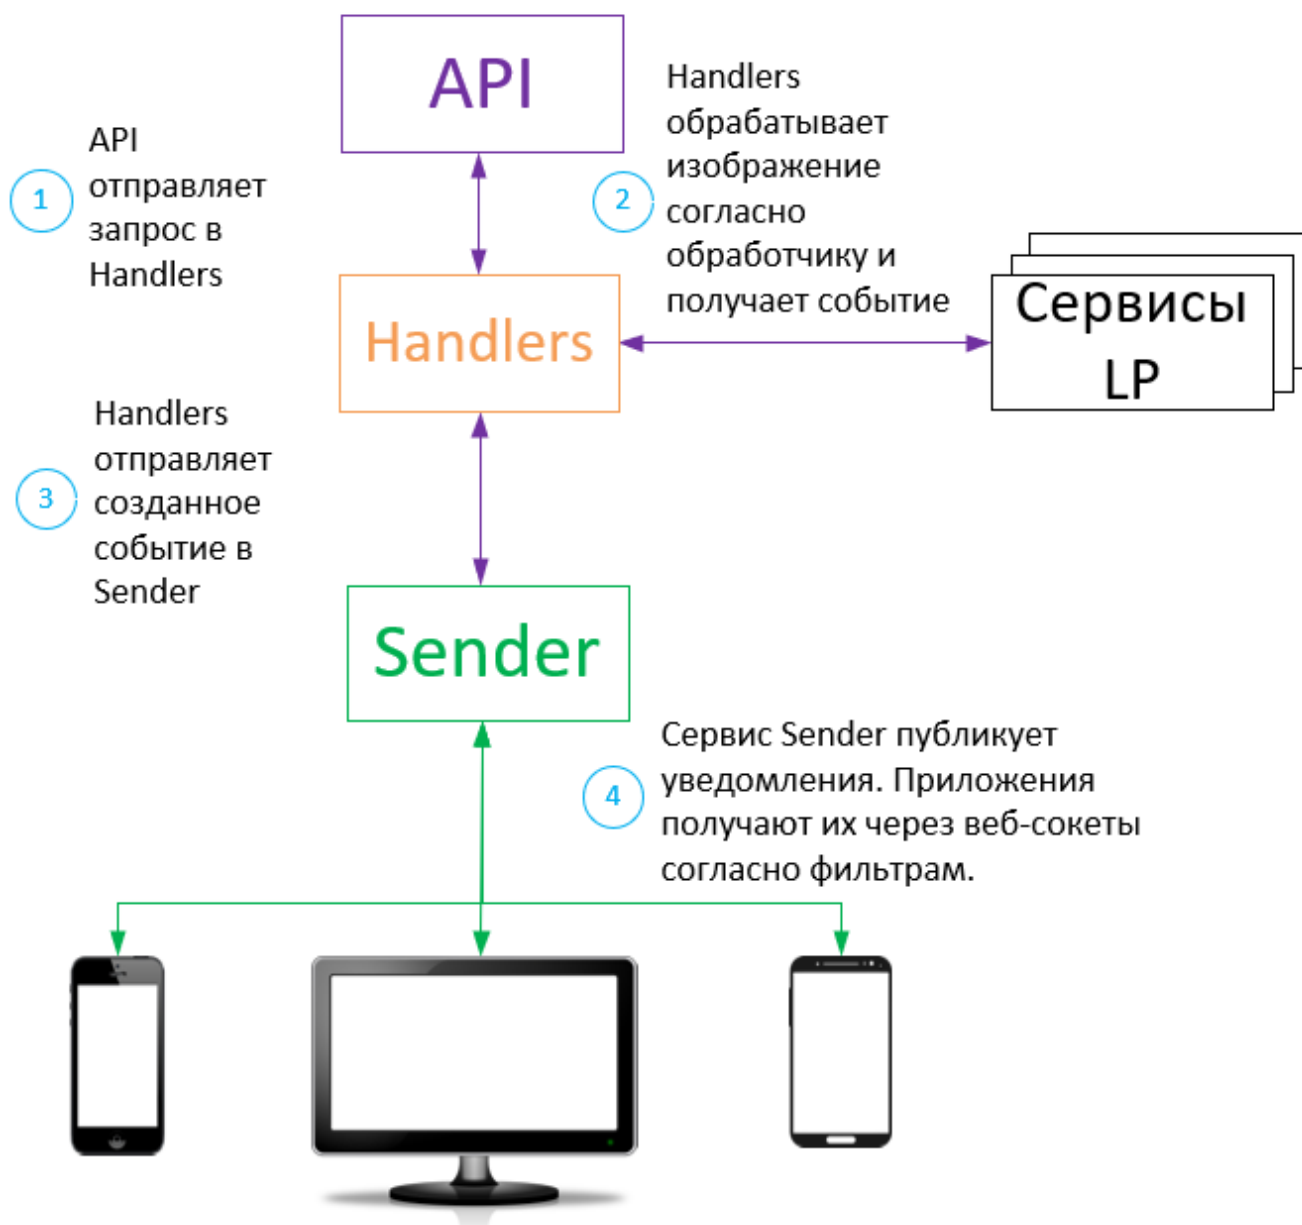 API
1
API
отправляет
запрос в
Handlers
2
Handlers
обрабатывает
изображение
согласно
обработчику и
получает событие
Handlers
Сервисы
LP
3
Handlers
отправляет
созданное
событие в
Sender
Sender
4
Сервис Sender публикует
уведомления. Приложения
получают их через веб-сокеты
согласно фильтрам.